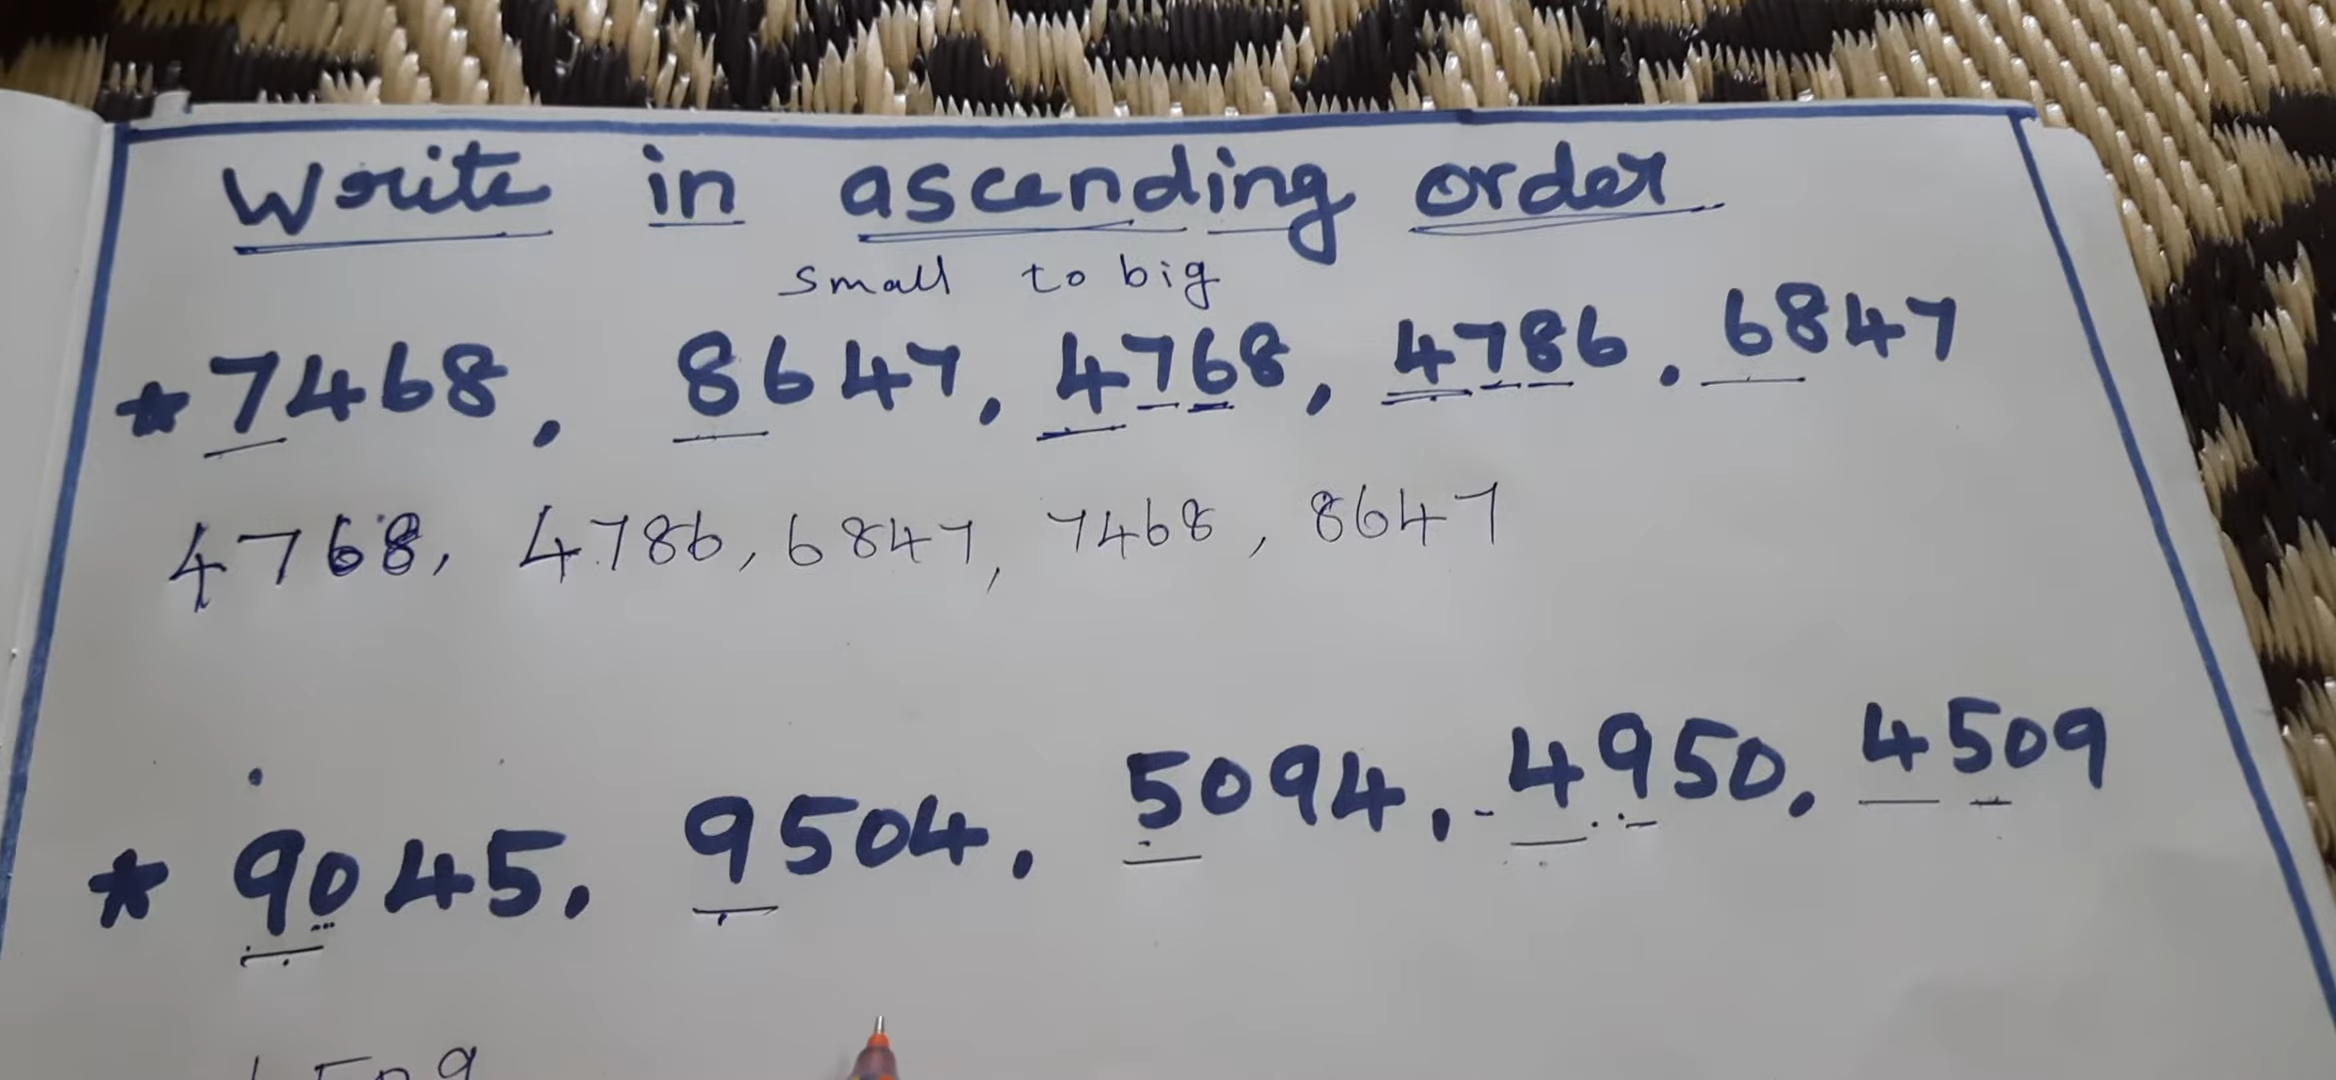 Write in ascending order
small to big
* 7468, 8647, 4768, 4786, 6847
4768, 4786, 6847, 7468, 8647
* 9045, 9504, 5094, 4950, 4509
4509